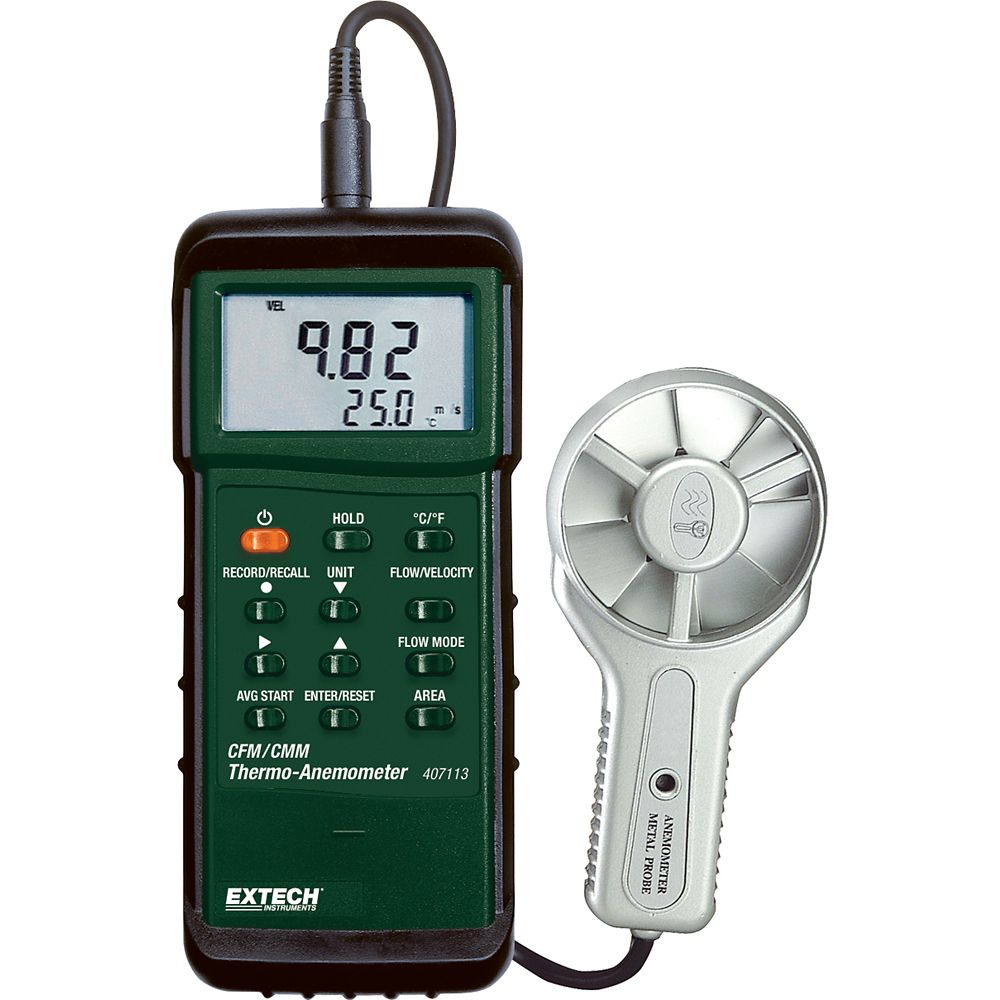 VEL
9.82
25.0 °C m/s
HOLD °C/°F
RECORD/RECALL UNIT FLOW/VELOCITY
FLOW MODE
AVG START ENTER/RESET AREA
CFM/CMM
Thermo-Anemometer 407113
EXTECH®
INSTRUMENTS
ANEMOMETER
METAL PROBE